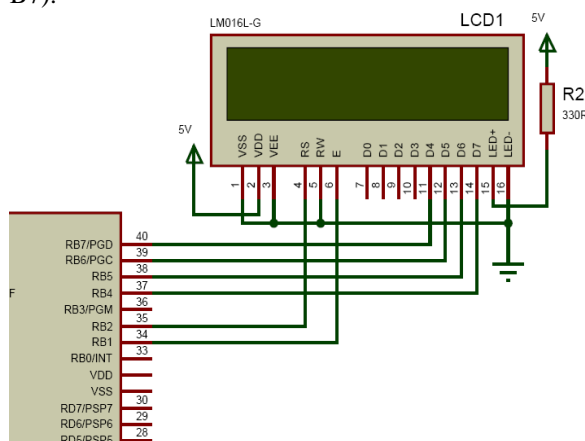 D7).
LM016L-G
LCD1
5V
5V
R2
330R
VSS
VDD
VEE
RS
RW
E
D0
D1
D2
D3
D4
D5
D6
D7
LED+
LED-
1
2
3
4
5
6
7
8
9
10
11
12
13
14
15
16
RB7/PGD 40
RB6/PGC 39
RB5 38
RB4 37
RB3/PGM 36
RB2 35
RB1 34
RB0/INT 33
VDD
VSS
RD7/PSP7 30
RD6/PSP6 29
RD5/PSP5 28
F